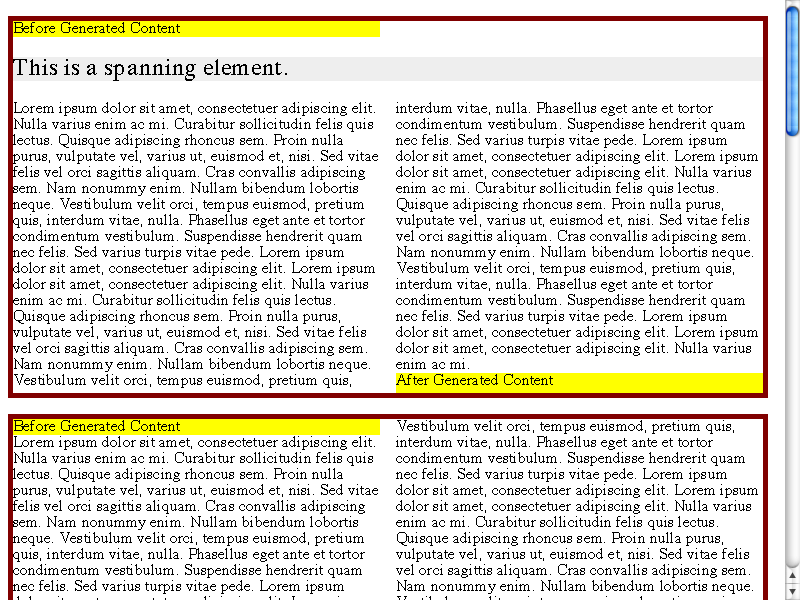 Before Generated Content
This is a spanning element.
Lorem ipsum dolor sit amet, consectetuer adipiscing elit.
Nulla varius enim ac mi. Curabitur sollicitudin felis quis
lectus. Quisque adipiscing rhoncus sem. Proin nulla
purus, vulputate vel, varius ut, euismod et, nisi. Sed vitae
felis vel orci sagittis aliquam. Cras convallis adipiscing
sem. Nam nonummy enim. Nullam bibendum lobortis
neque. Vestibulum velit orci, tempus euismod, pretium
quis, interdum vitae, nulla. Phasellus eget ante et tortor
condimentum vestibulum. Suspendisse hendrerit quam
nec felis. Sed varius turpis vitae pede. Lorem ipsum
dolor sit amet, consectetuer adipiscing elit. Lorem ipsum
dolor sit amet, consectetuer adipiscing elit. Nulla varius
enim ac mi. Curabitur sollicitudin felis quis lectus.
Quisque adipiscing rhoncus sem. Proin nulla purus,
vulputate vel, varius ut, euismod et, nisi. Sed vitae felis
vel orci sagittis aliquam. Cras convallis adipiscing sem.
Nam nonummy enim. Nullam bibendum lobortis neque.
Vestibulum velit orci, tempus euismod, pretium quis,
interdum vitae, nulla. Phasellus eget ante et tortor
condimentum vestibulum. Suspendisse hendrerit quam
nec felis. Sed varius turpis vitae pede. Lorem ipsum
dolor sit amet, consectetuer adipiscing elit. Lorem ipsum
dolor sit amet, consectetuer adipiscing elit. Nulla varius
enim ac mi. Curabitur sollicitudin felis quis lectus.
Quisque adipiscing rhoncus sem. Proin nulla purus,
vulputate vel, varius ut, euismod et, nisi. Sed vitae felis
vel orci sagittis aliquam. Cras convallis adipiscing sem.
Nam nonummy enim. Nullam bibendum lobortis neque.
Vestibulum velit orci, tempus euismod, pretium quis,
interdum vitae, nulla. Phasellus eget ante et tortor
condimentum vestibulum. Suspendisse hendrerit quam
nec felis. Sed varius turpis vitae pede. Lorem ipsum
dolor sit amet, consectetuer adipiscing elit. Lorem ipsum
dolor sit amet, consectetuer adipiscing elit. Nulla varius
enim ac mi.
After Generated Content
Before Generated Content
Lorem ipsum dolor sit amet, consectetuer adipiscing elit.
Nulla varius enim ac mi. Curabitur sollicitudin felis quis
lectus. Quisque adipiscing rhoncus sem. Proin nulla
purus, vulputate vel, varius ut, euismod et, nisi. Sed vitae
felis vel orci sagittis aliquam. Cras convallis adipiscing
sem. Nam nonummy enim. Nullam bibendum lobortis
neque. Vestibulum velit orci, tempus euismod, pretium
quis, interdum vitae, nulla. Phasellus eget ante et tortor
condimentum vestibulum. Suspendisse hendrerit quam
nec felis. Sed varius turpis vitae pede. Lorem ipsum
Vestibulum velit orci, tempus euismod, pretium quis,
interdum vitae, nulla. Phasellus eget ante et tortor
condimentum vestibulum. Suspendisse hendrerit quam
nec felis. Sed varius turpis vitae pede. Lorem ipsum
dolor sit amet, consectetuer adipiscing elit. Lorem ipsum
dolor sit amet, consectetuer adipiscing elit. Nulla varius
enim ac mi. Curabitur sollicitudin felis quis lectus.
Quisque adipiscing rhoncus sem. Proin nulla purus,
vulputate vel, varius ut, euismod et, nisi. Sed vitae felis
vel orci sagittis aliquam. Cras convallis adipiscing sem.
Nam nonummy enim. Nullam bibendum lobortis neque.